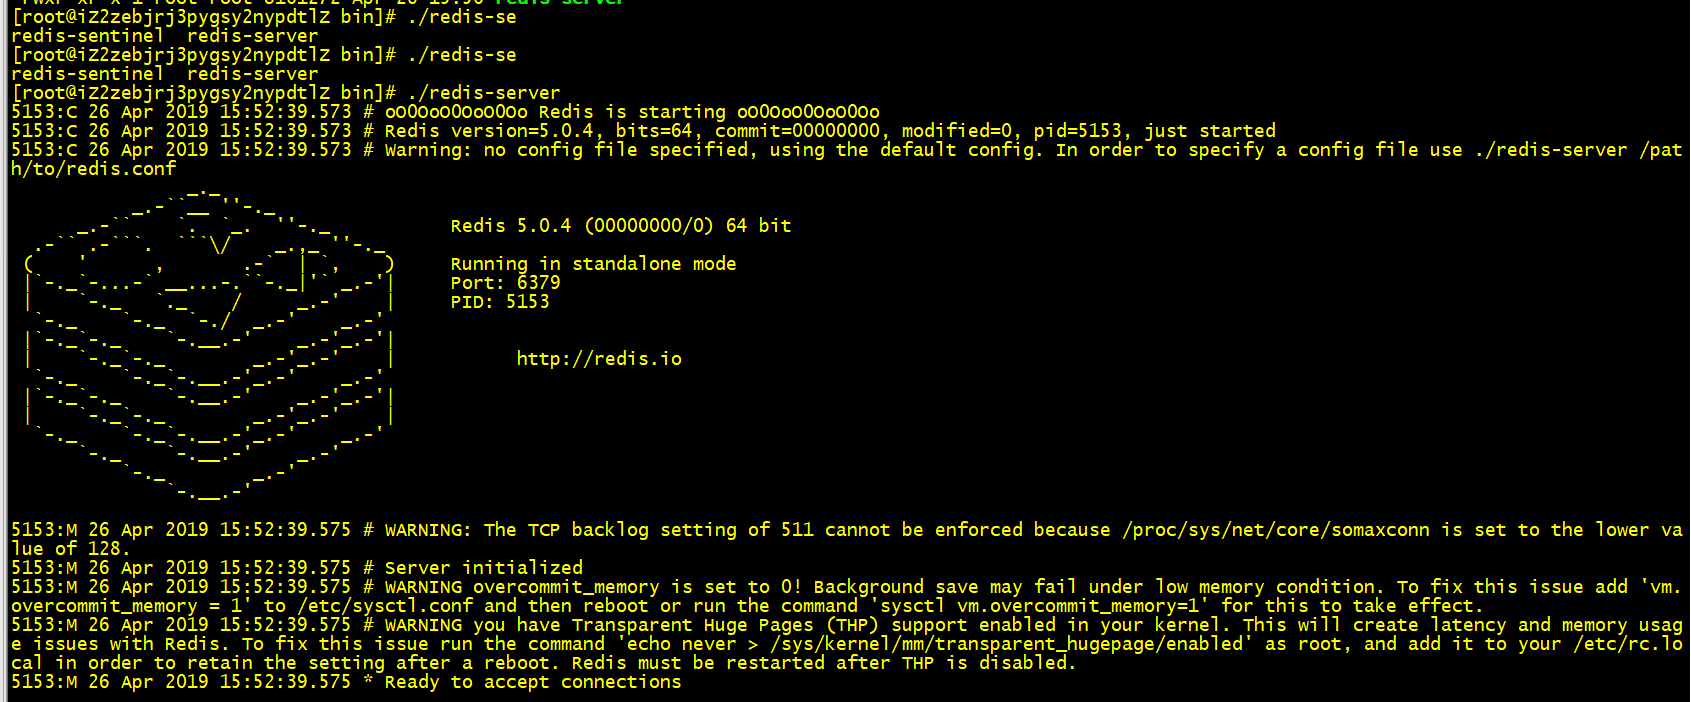 [root@iZ2zebjrj3pygsy2nypdtlZ bin]# ./redis-se
redis-sentinel  redis-server
[root@iZ2zebjrj3pygsy2nypdtlZ bin]# ./redis-se
redis-sentinel  redis-server
[root@iZ2zebjrj3pygsy2nypdtlZ bin]# ./redis-server
5153:C 26 Apr 2019 15:52:39.573 # oO0OoO0OoO0Oo Redis is starting oO0OoO0OoO0Oo
5153:C 26 Apr 2019 15:52:39.573 # Redis version=5.0.4, bits=64, commit=00000000, modified=0, pid=5153, just started
5153:C 26 Apr 2019 15:52:39.573 # Warning: no config file specified, using the default config. In order to specify a config file use ./redis-server /pat
h/to/redis.conf
Redis 5.0.4 (00000000/0) 64 bit
Running in standalone mode
Port: 6379
PID: 5153
http://redis.io
5153:M 26 Apr 2019 15:52:39.575 # WARNING: The TCP backlog setting of 511 cannot be enforced because /proc/sys/net/core/somaxconn is set to the lower va
lue of 128.
5153:M 26 Apr 2019 15:52:39.575 # Server initialized
5153:M 26 Apr 2019 15:52:39.575 # WARNING overcommit_memory is set to 0! Background save may fail under low memory condition. To fix this issue add 'vm.
overcommit_memory = 1' to /etc/sysctl.conf and then reboot or run the command 'sysctl vm.overcommit_memory=1' for this to take effect.
5153:M 26 Apr 2019 15:52:39.575 # WARNING you have Transparent Huge Pages (THP) support enabled in your kernel. This will create latency and memory usag
e issues with Redis. To fix this issue run the command 'echo never > /sys/kernel/mm/transparent_hugepage/enabled' as root, and add it to your /etc/rc.lo
cal in order to retain the setting after a reboot. Redis must be restarted after THP is disabled.
5153:M 26 Apr 2019 15:52:39.575 * Ready to accept connections